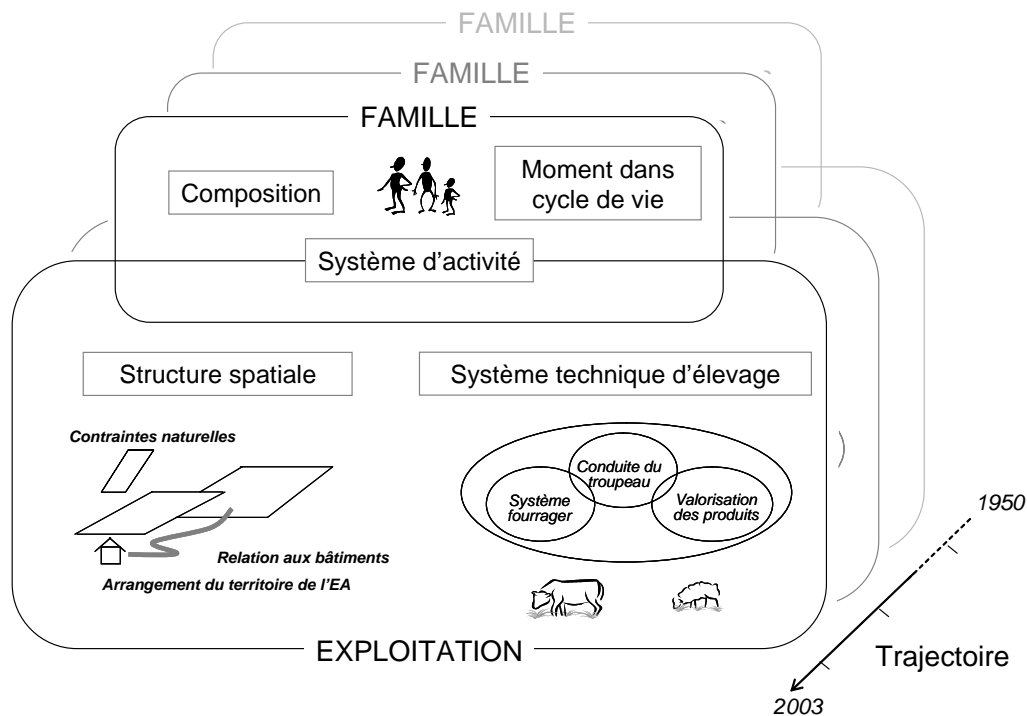 FAMILLE
FAMILLE
FAMILLE
Composition
Moment dans
cycle de vie
Système d'activité
Structure spatiale
Système technique d'élevage
Contraintes naturelles
Relation aux bâtiments
Arrangement du territoire de l'EA
Conduite du
troupeau
Système
fourrager
Valorisation
des produits
EXPLOITATION
1950
Trajectoire
2003